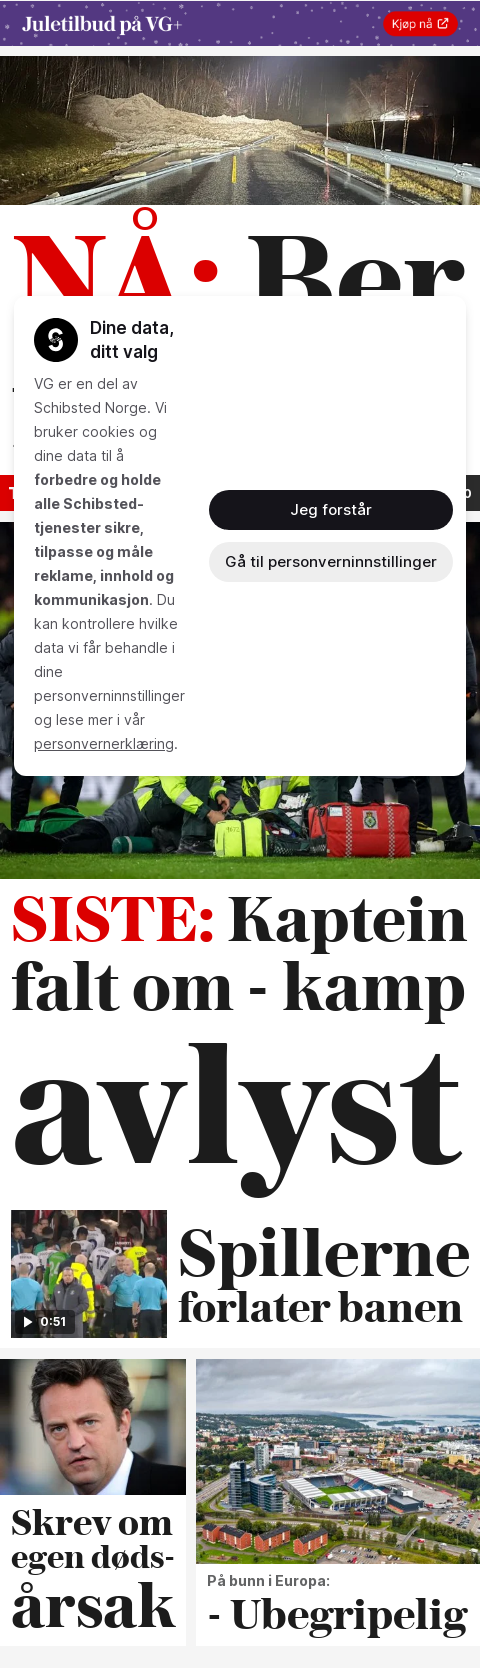 Juletilbud på VG+
Kjøp nå
NÅ: Ber
Dine data,
ditt valg
VG er en del av
Schibsted Norge. Vi
bruker cookies og
dine data til å
forbedre og holde
alle Schibsted-
tjenester sikre,
tilpasse og måle
reklame, innhold og
kommunikasjon. Du
kan kontrollere hvilke
data vi får behandle i
dine
personverninnstillinger
og lese mer i vår
personvernerklæring.
Jeg forstår
Gå til personverninnstillinger
SISTE: Kaptein
falt om - kamp
avlyst
0:51
Spillerne
forlater banen
Skrev om
egen døds-
årsak
På bunn i Europa:
- Ubegripelig